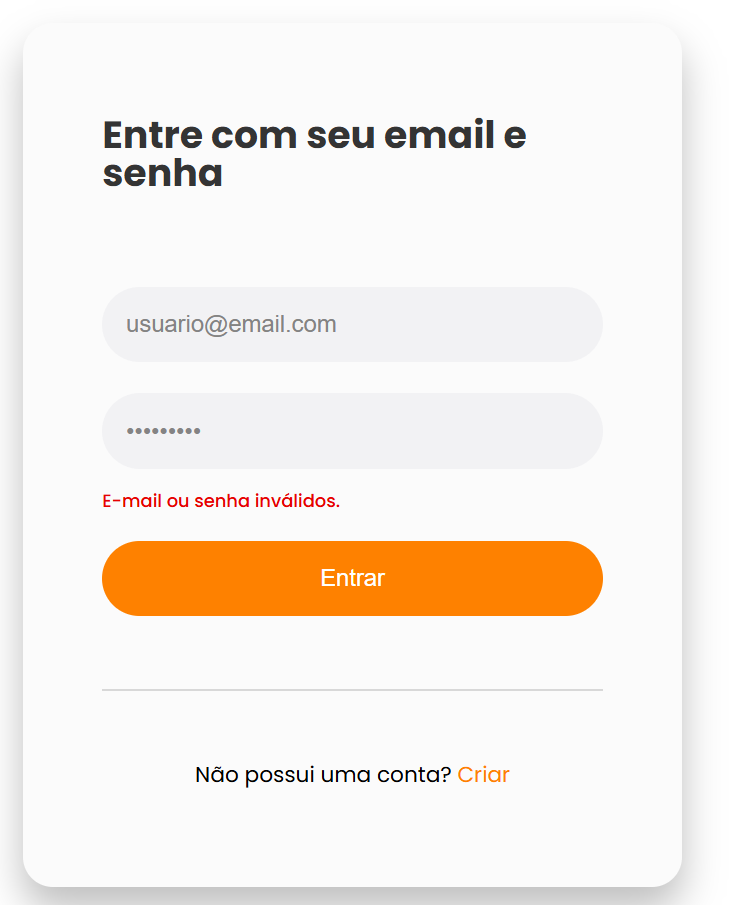 Entre com seu email e
senha
usuario@email.com
•••••••••
E-mail ou senha inválidos.
Entrar
Não possui uma conta? Criar